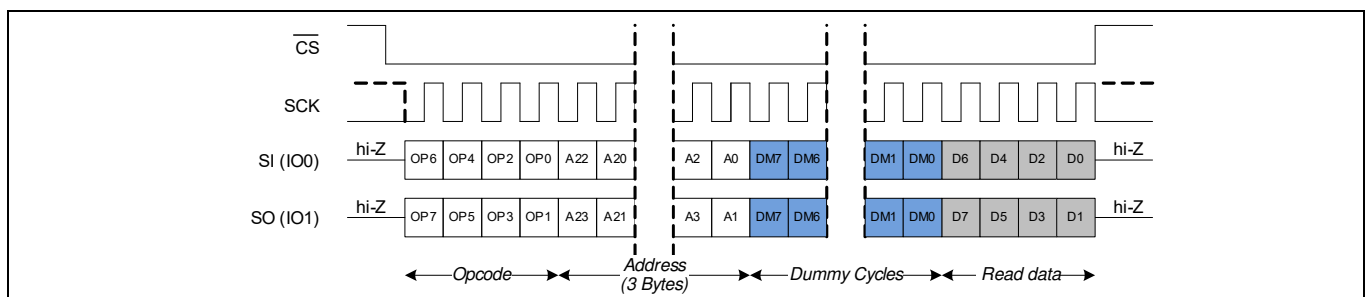 CS
SCK
SI (IO0) hi-Z OP6 OP4 OP2 OP0 A22 A20 A2 A0 DM7 DM6 DM1 DM0 D6 D4 D2 D0 hi-Z
SO (IO1) hi-Z OP7 OP5 OP3 OP1 A23 A21 A3 A1 DM7 DM6 DM1 DM0 D7 D5 D3 D1 hi-Z
Opcode Address (3 Bytes) Dummy Cycles Read data